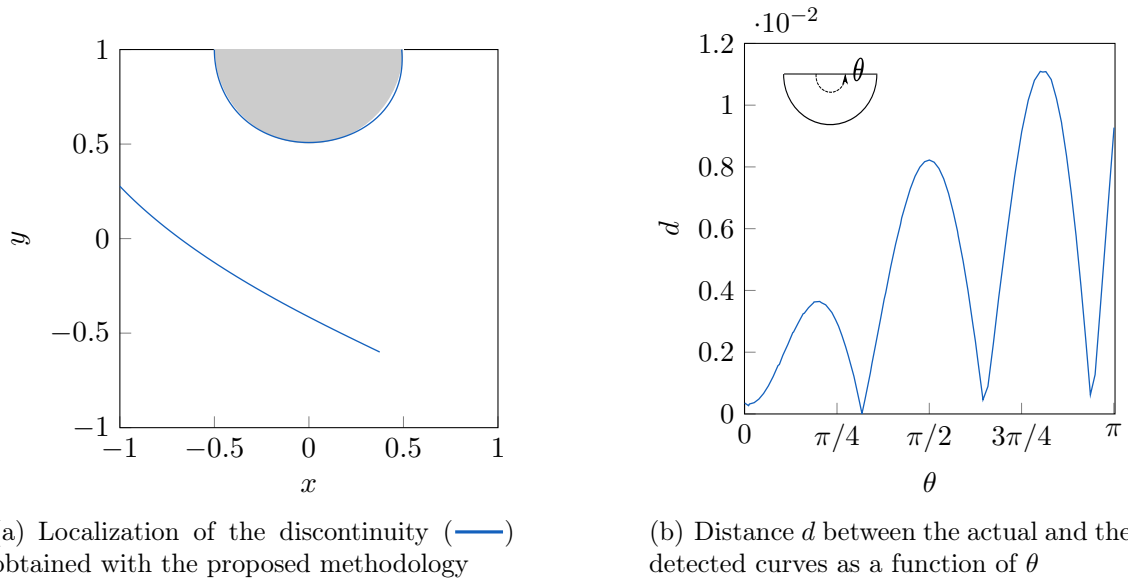 1
0.5
0
−0.5
−1
−1
−0.5
0
0.5
1
x
y
·10−2
1.2
1
0.8
0.6
0.4
0.2
0
0
π/4
π/2
3π/4
π
θ
d
θ
a) Localization of the discontinuity ( )
obtained with the proposed methodology
(b) Distance d between the actual and the
detected curves as a function of θ